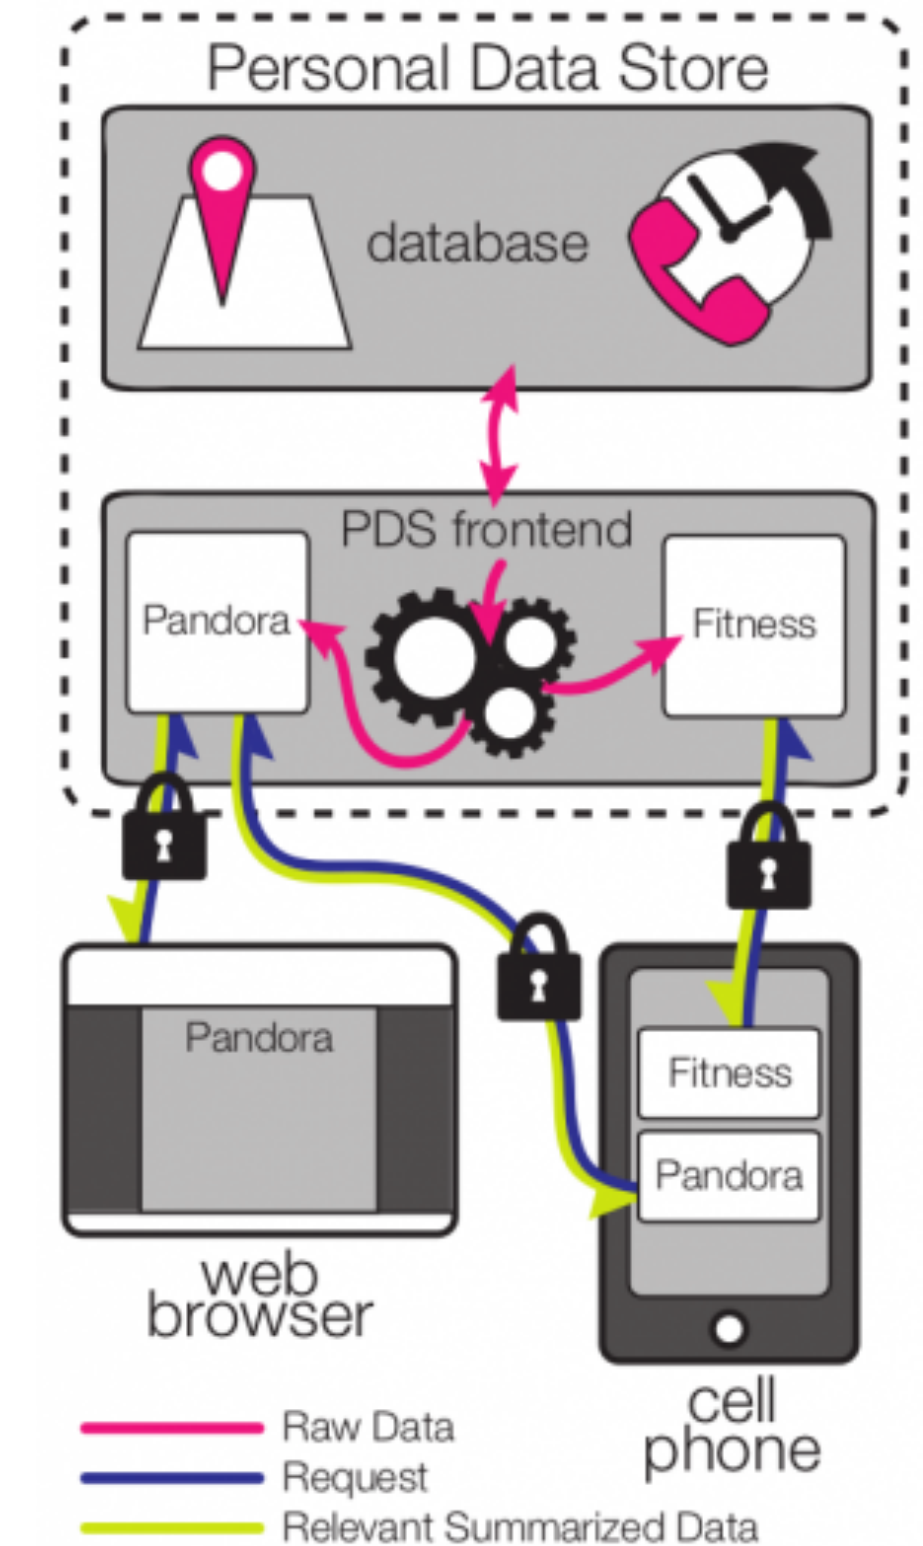 Personal Data Store
database
PDS frontend
Pandora
Fitness
Pandora
Fitness
Pandora
web
browser
cell
phone
Raw Data
Request
Relevant Summarized Data